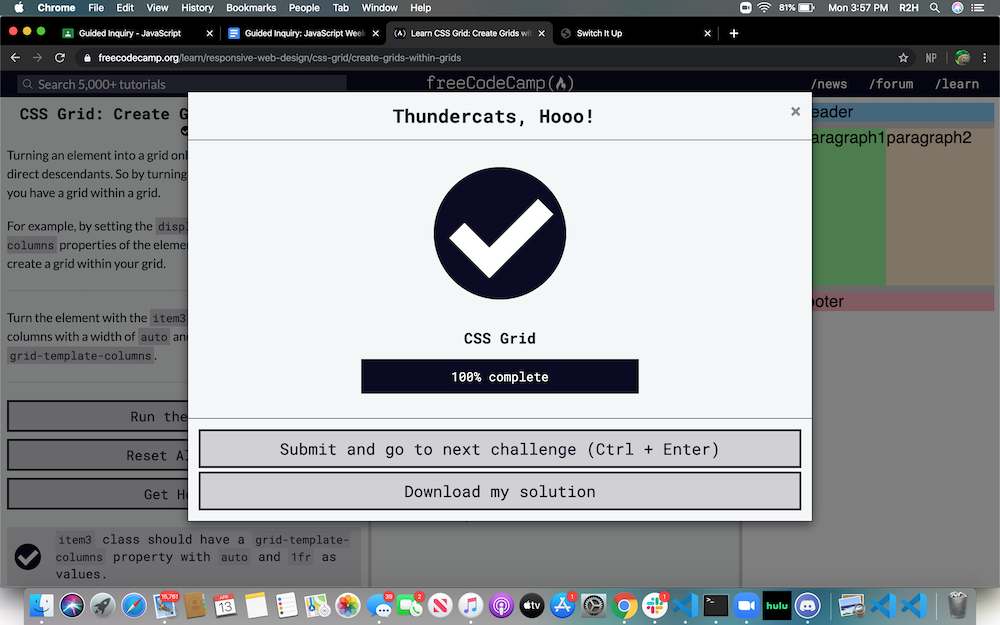 Chrome File Edit View History Bookmarks People Tab Window Help 81% Mon 3:57 PM R2H
Guided Inquiry - JavaScript Guided Inquiry: JavaScript Week Learn CSS Grid: Create Grids wi Switch It Up
freecodecamp.org/learn/responsive-web-design/css-grid/create-grids-within-grids NP
Search 5,000+ tutorials freeCodeCamp /news /forum /learn
CSS Grid: Create G
Turning an element into a grid onl
direct descendants. So by turning
you have a grid within a grid.
For example, by setting the displ
columns properties of the eleme
create a grid within your grid.
Turn the element with the item3
columns with a width of auto an
grid-template-columns.
Run the
Reset Al
Get He
item3 class should have a grid-template-
columns property with auto and 1fr as
values.
Thundercats, Hooo!
×
CSS Grid
100% complete
Submit and go to next challenge (Ctrl + Enter)
Download my solution
eader
aragraph1paragraph2
ooter
15,761 APR 13 39 2 tv 1 1 hulu